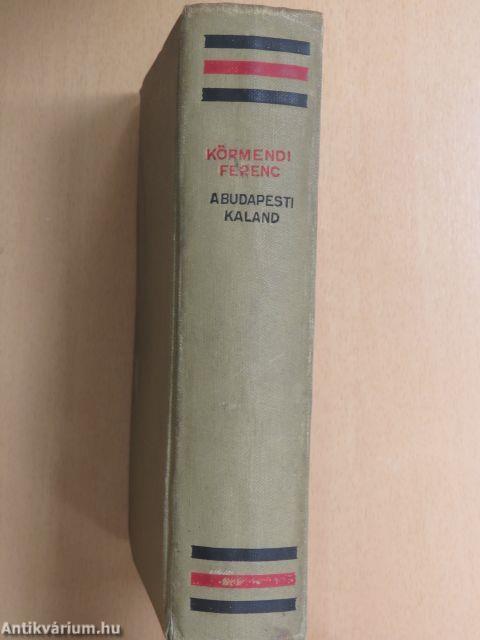 KÖRMENDI
FERENC
A BUDAPESTI
KALAND
Antikvárium.hu